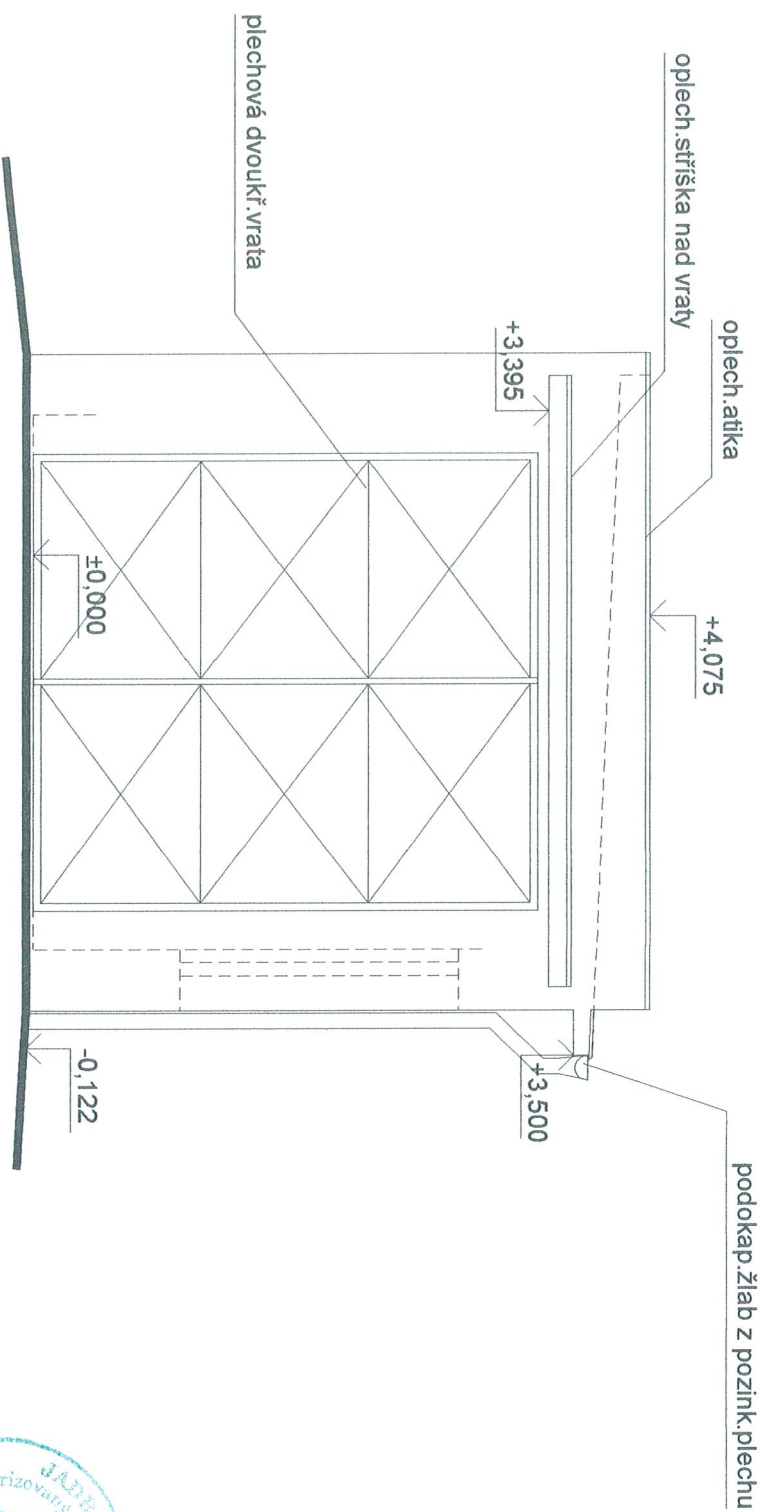 podokap.žlab z pozink.plechu
oplech.atika
+4,075
oplech.stříška nad vraty
+3,395
+3,500
plechová dvoukř.vrata
±0,000
-0,122